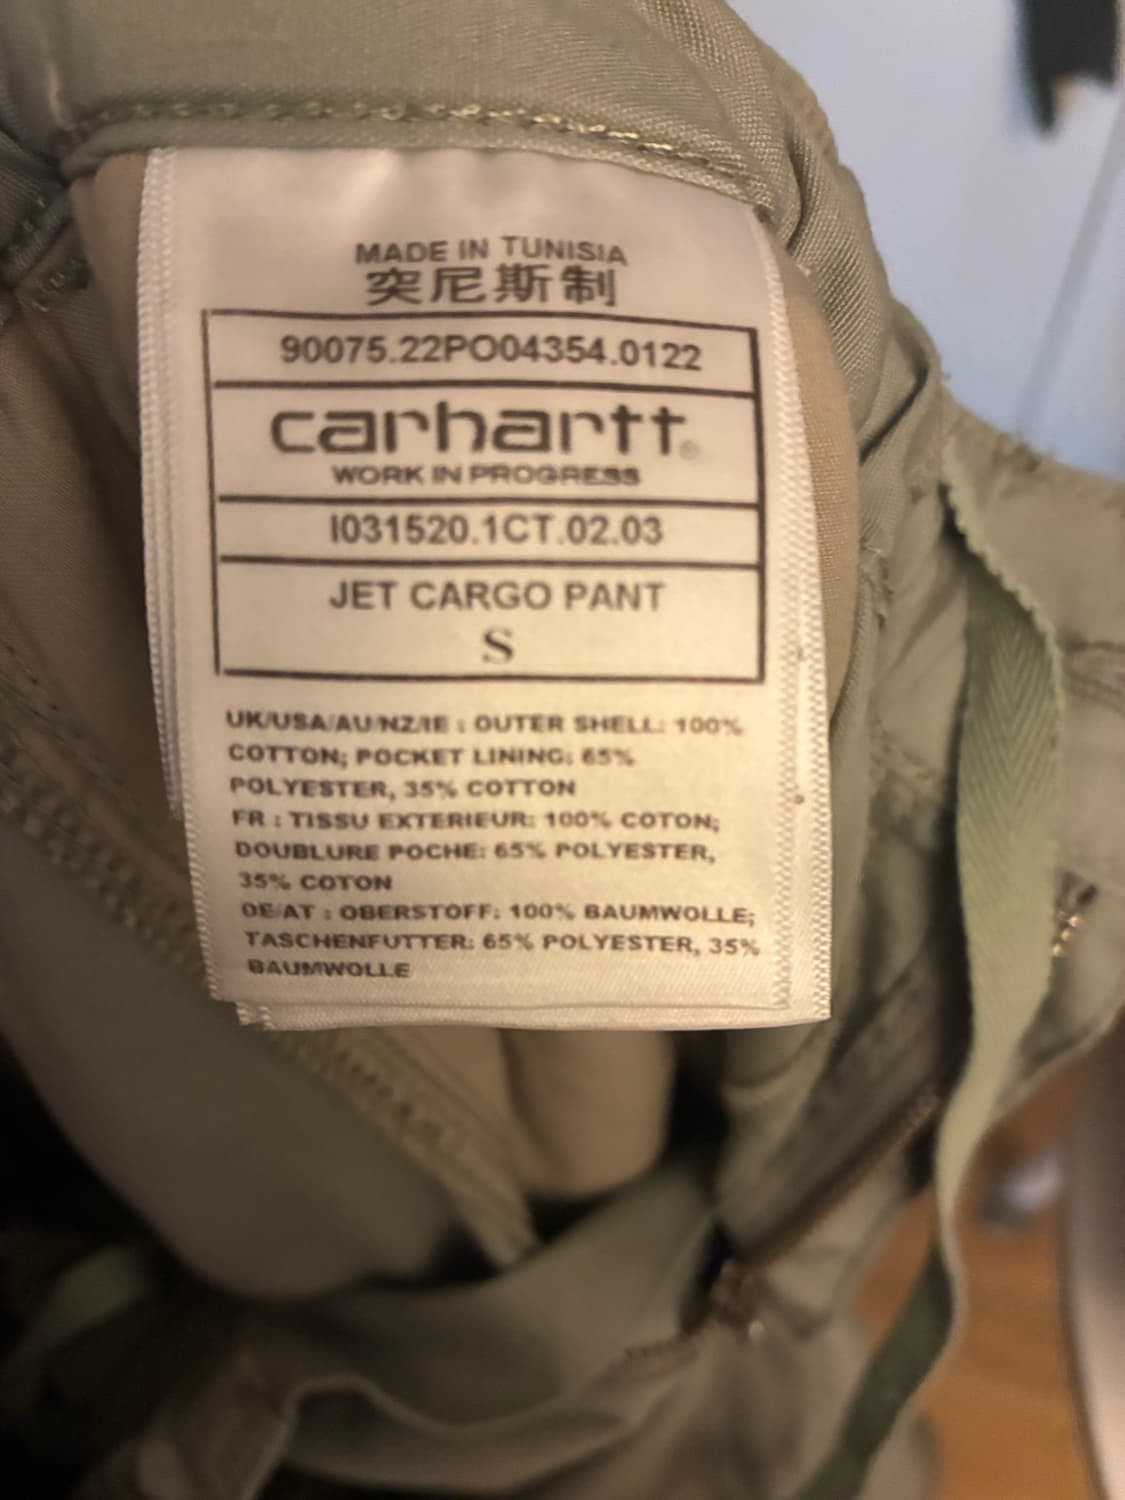 MADE IN TUNISIA
突尼斯制
90075.22PO04354.0122
carhartt®
WORK IN PROGRESS
I031520.1CT.02.03
JET CARGO PANT
S
UK/USA/AU/NZ/IE : OUTER SHELL: 100%
COTTON; POCKET LINING: 65%
POLYESTER, 35% COTTON
FR : TISSU EXTERIEUR: 100% COTON;
DOUBLURE POCHE: 65% POLYESTER,
35% COTON
DE/AT : OBERSTOFF: 100% BAUMWOLLE;
TASCHENFUTTER: 65% POLYESTER, 35%
BAUMWOLLE